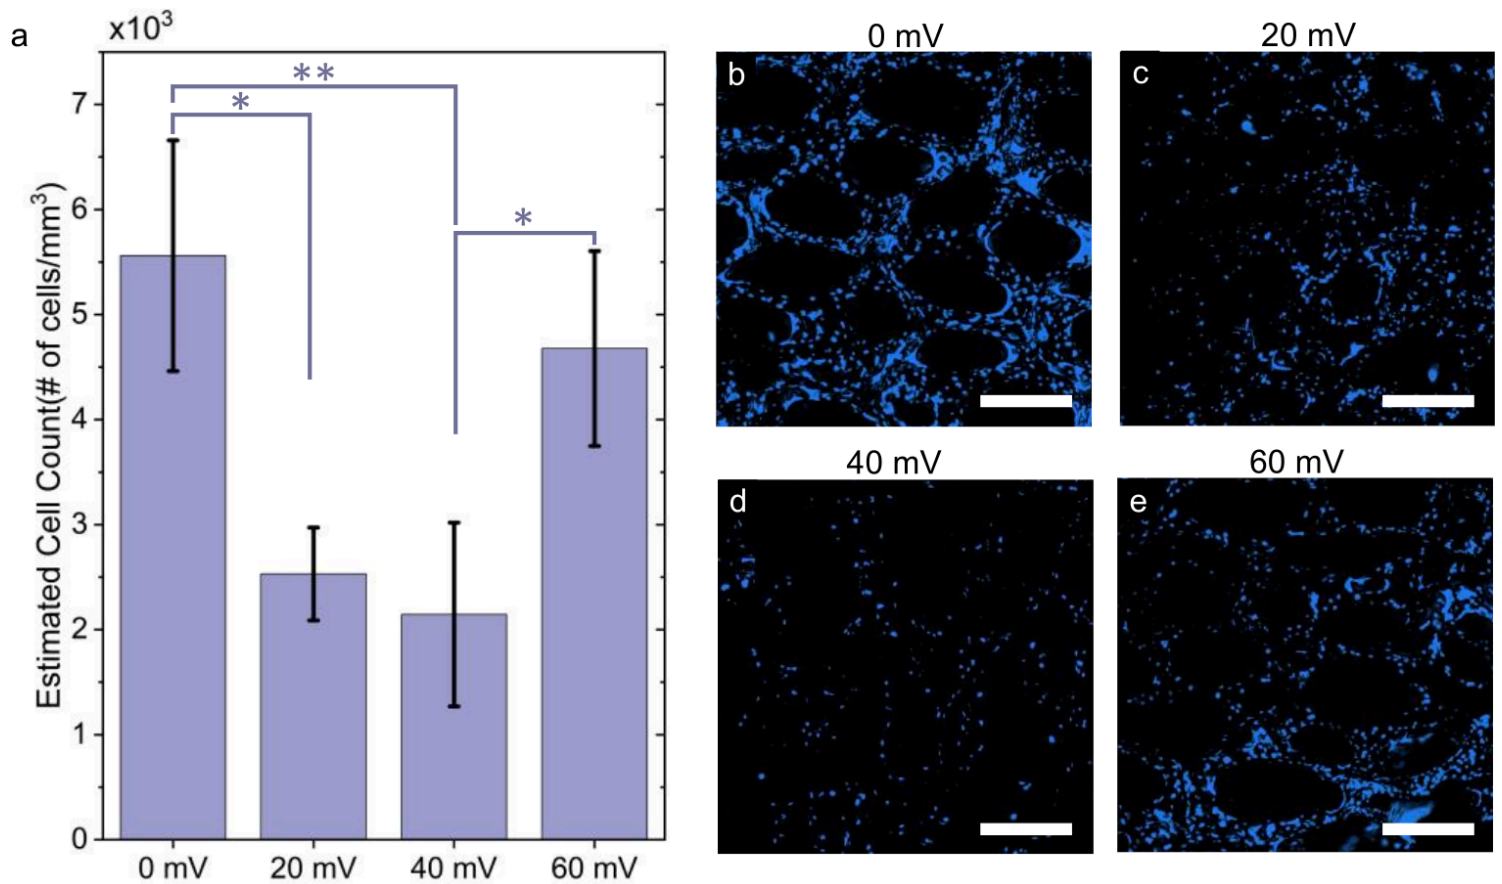 a
x10³
7
6
5
4
3
2
1
0
Estimated Cell Count(# of cells/mm³)
**
*
*
0 mV 20 mV 40 mV 60 mV
0 mV
b
20 mV
c
40 mV
d
60 mV
e